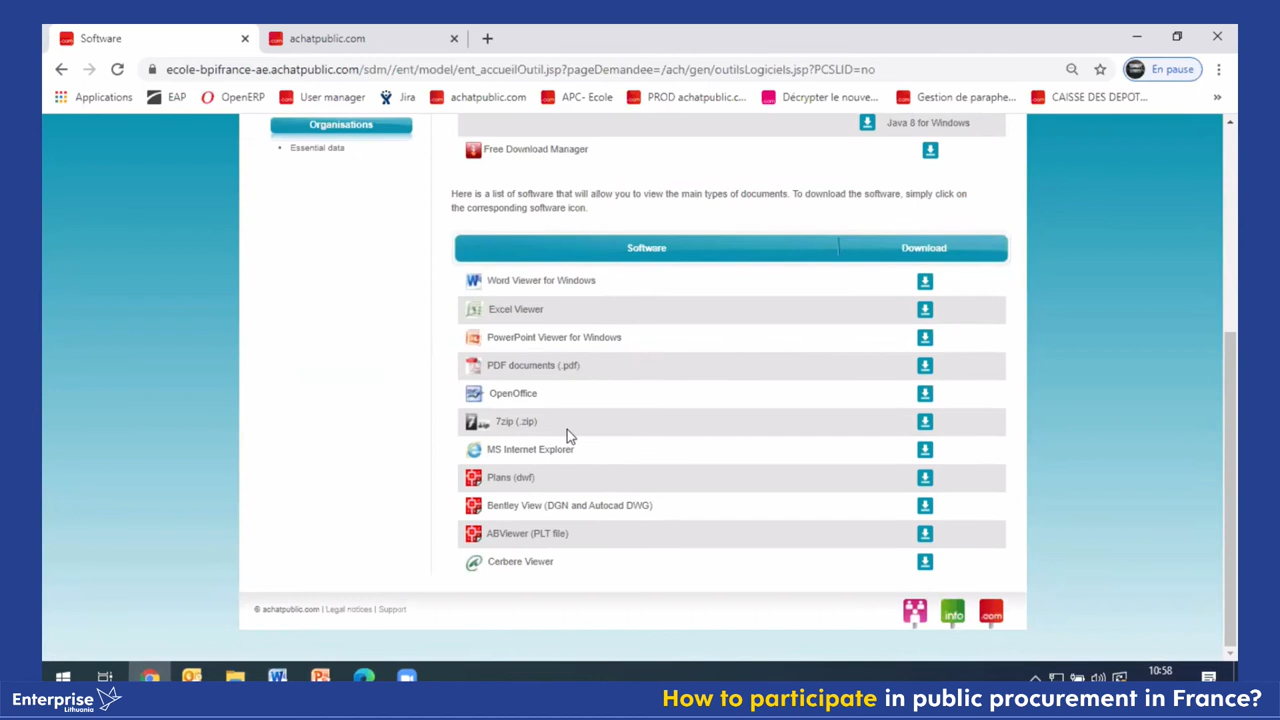 Software
achatpublic.com
ecole-bpifrance-ae.achatpublic.com/sdm//ent/model/ent_accueilOutil.jsp?pageDemandee=/ach/gen/outilsLogiciels.jsp?PCSLID=no
En pause
Applications
EAP
OpenERP
User manager
Jira
achatpublic.com
APC- Ecole
PROD achatpublic.c...
Décrypter le nouve...
Gestion de paraphe...
CAISSE DES DEPOT...
»
Organisations
Java 8 for Windows
• Essential data
Free Download Manager
Here is a list of software that will allow you to view the main types of documents. To download the software, simply click on
the corresponding software icon.
Software
Download
Word Viewer for Windows
Excel Viewer
PowerPoint Viewer for Windows
PDF documents (.pdf)
OpenOffice
7zip (.zip)
MS Internet Explorer
Plans (dwf)
Bentley View (DGN and Autocad DWG)
ABViewer (PLT file)
Cerbere Viewer
© achatpublic.com | Legal notices | Support
info
.com
10:58
Enterprise
Lithuania
How to participate in public procurement in France?